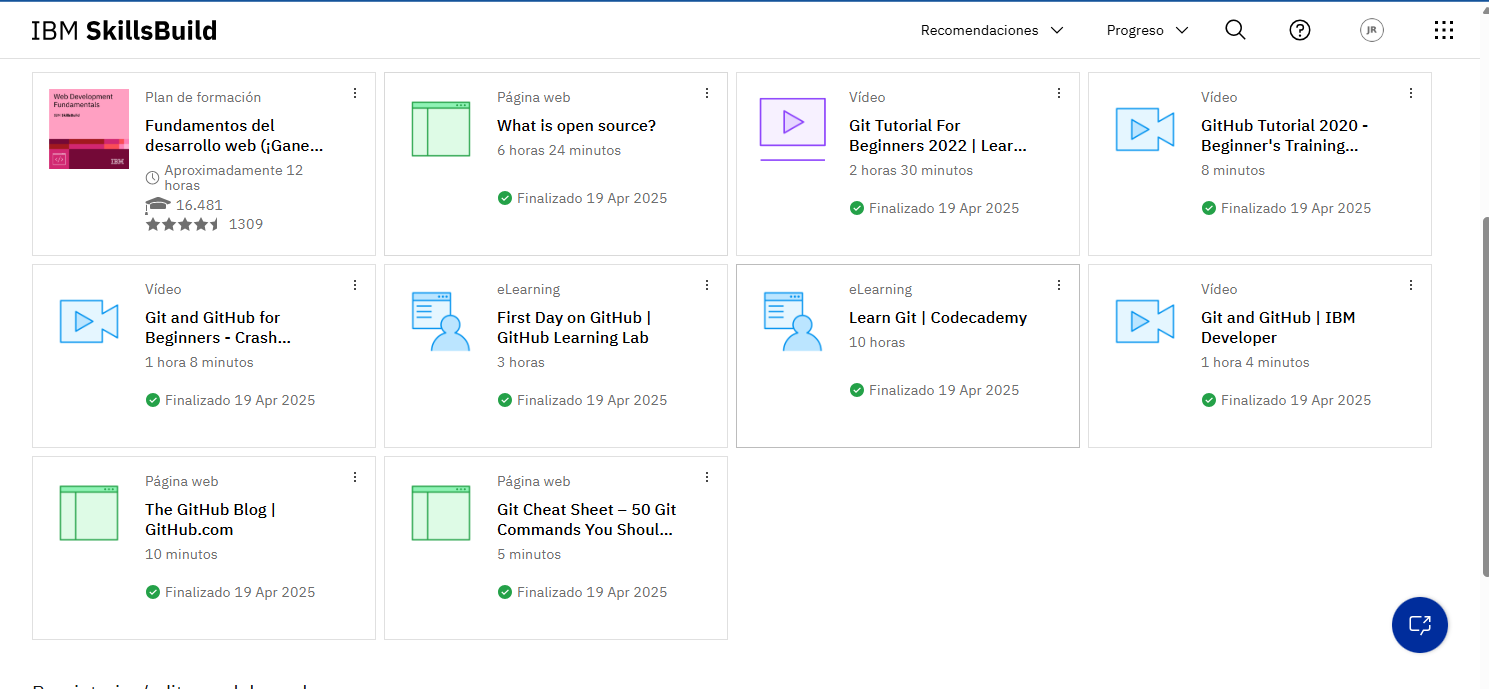 IBM SkillsBuild
Recomendaciones
Progreso
JR
Web Development
Fundamentals
IBM SkillsBuild
IBM
Plan de formación
Fundamentos del
desarrollo web (¡Gane...
Aproximadamente 12
horas
16.481
1309
Página web
What is open source?
6 horas 24 minutos
Finalizado 19 Apr 2025
Vídeo
Git Tutorial For
Beginners 2022 | Lear...
2 horas 30 minutos
Finalizado 19 Apr 2025
Vídeo
GitHub Tutorial 2020 -
Beginner's Training...
8 minutos
Finalizado 19 Apr 2025
Vídeo
Git and GitHub for
Beginners - Crash...
1 hora 8 minutos
Finalizado 19 Apr 2025
eLearning
First Day on GitHub |
GitHub Learning Lab
3 horas
Finalizado 19 Apr 2025
eLearning
Learn Git | Codecademy
10 horas
Finalizado 19 Apr 2025
Vídeo
Git and GitHub | IBM
Developer
1 hora 4 minutos
Finalizado 19 Apr 2025
Página web
The GitHub Blog |
GitHub.com
10 minutos
Finalizado 19 Apr 2025
Página web
Git Cheat Sheet – 50 Git
Commands You Shoul...
5 minutos
Finalizado 19 Apr 2025